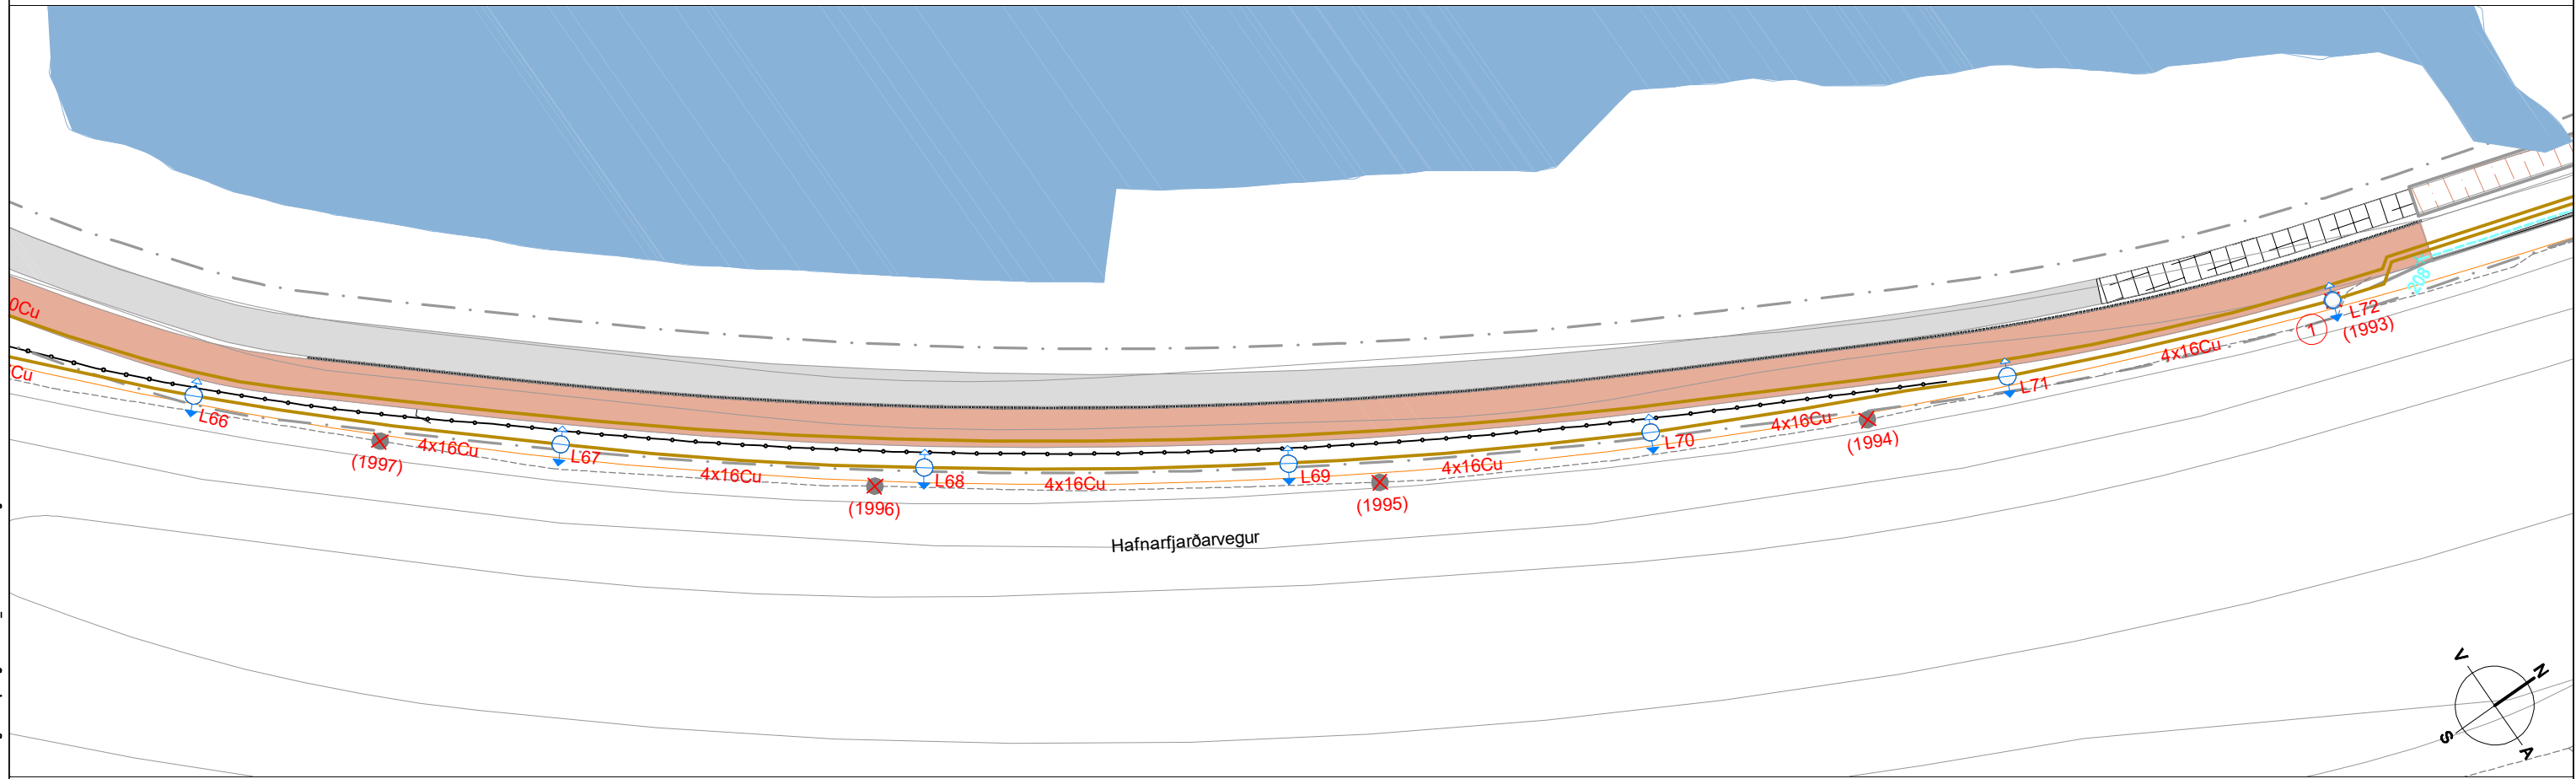 0Cu
Cu
L66
(1997)
4x16Cu
L67
4x16Cu
(1996)
L68
4x16Cu
L69
(1995)
4x16Cu
L70
4x16Cu
(1994)
L71
4x16Cu
1
L72
(1993)
208
Hafnarfjarðarvegur
V
N
S
A